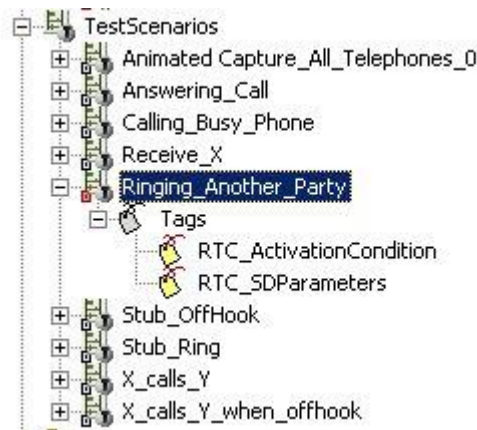 TestScenarios
Animated Capture_All_Telephones_0
Answering_Call
Calling_Busy_Phone
Receive_X
Ringing_Another_Party
Tags
RTC_ActivationCondition
RTC_SDParameters
Stub_OffHook
Stub_Ring
X_calls_Y
X_calls_Y_when_offhook